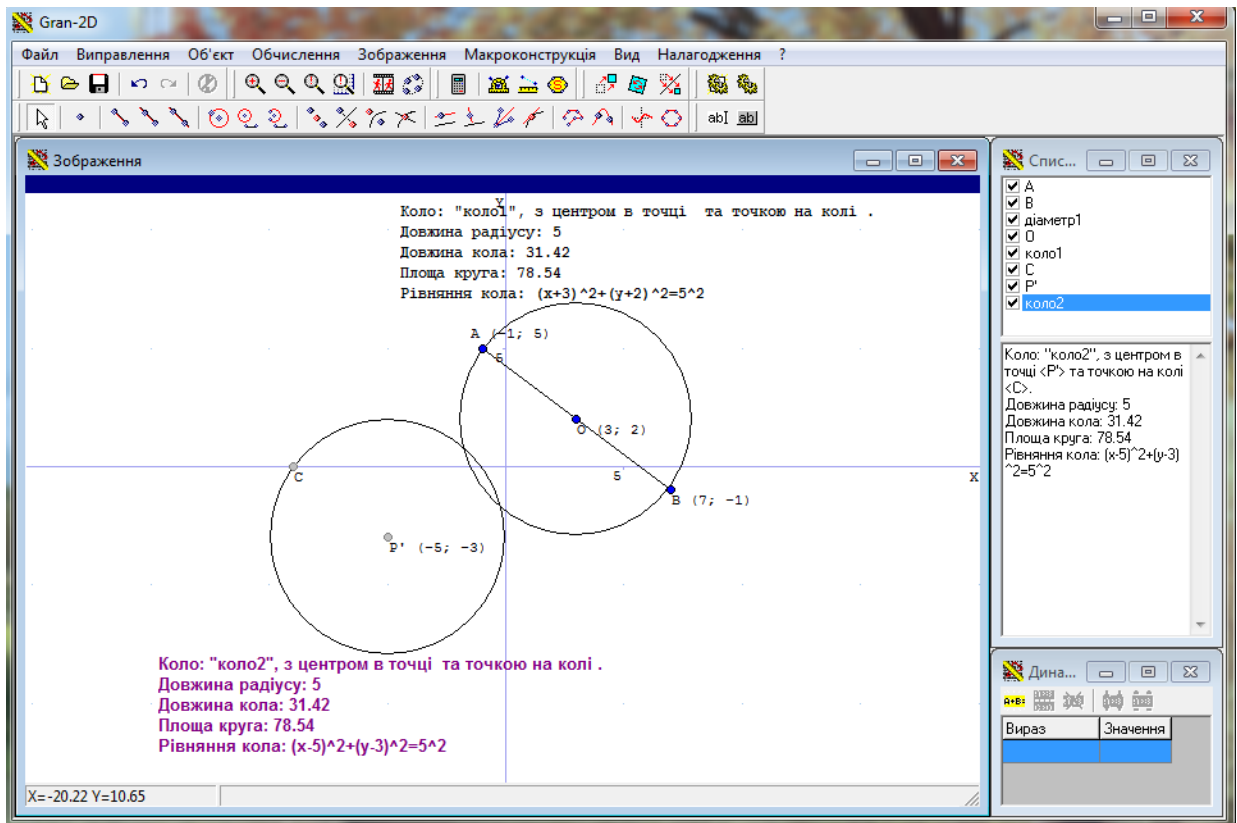 Gran-2D
Файл Виправлення Об'єкт Обчислення Зображення Макроконструкція Вид Налагодження ?
abI ab
Зображення
Y
Коло: "коло1", з центром в точці та точкою на колі .
Довжина радіусу: 5
Довжина кола: 31.42
Площа круга: 78.54
Рівняння кола: (x+3)^2+(y+2)^2=5^2
A (-1; 5)
5
O (3; 2)
C
5
X
B (7; -1)
P' (-5; -3)
Коло: "коло2", з центром в точці та точкою на колі .
Довжина радіусу: 5
Довжина кола: 31.42
Площа круга: 78.54
Рівняння кола: (x-5)^2+(y-3)^2=5^2
X=-20.22 Y=10.65
Спис...
A
B
діаметр1
O
коло1
C
P'
коло2
Коло: "коло2", з центром в
точці <P'> та точкою на колі
<C>.
Довжина радіусу: 5
Довжина кола: 31.42
Площа круга: 78.54
Рівняння кола: (x-5)^2+(y-3)
^2=5^2
Дина...
A+B=
Вираз Значення